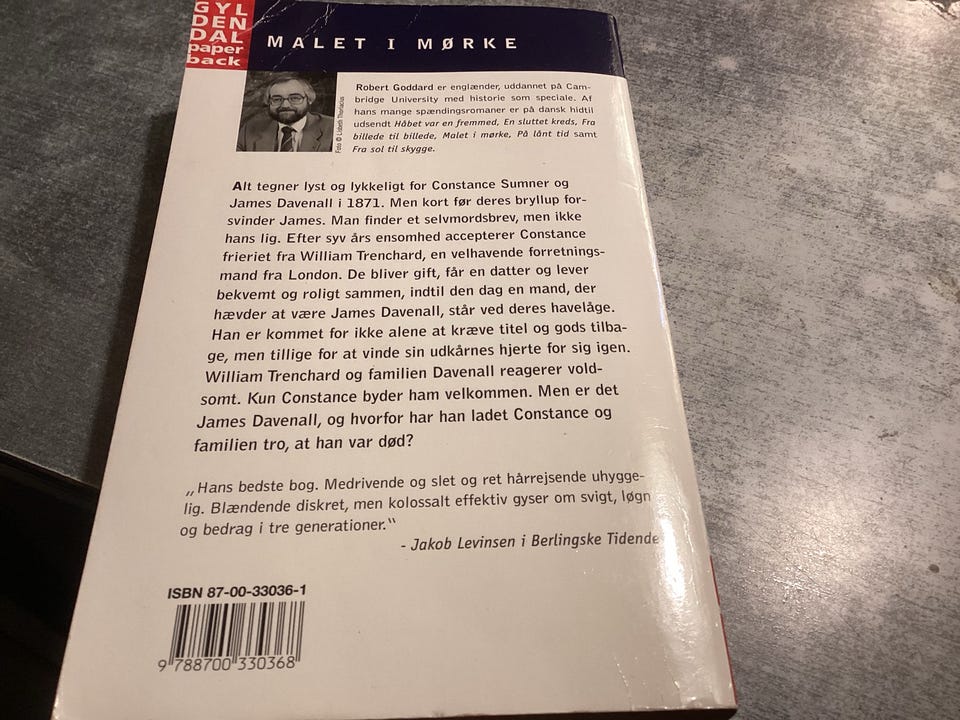 GYL
DEN
DAL
paper
back
MALET I MØRKE
Foto © Lisbeth Thorlacius
Robert Goddard er englænder, uddannet på Cam-
bridge University med historie som speciale. Af
hans mange spændingsromaner er på dansk hidtil
udsendt Håbet var en fremmed, En sluttet kreds, Fra
billede til billede, Malet i mørke, På lånt tid samt
Fra sol til skygge.
Alt tegner lyst og lykkeligt for Constance Sumner og
James Davenall i 1871. Men kort før deres bryllup for-
svinder James. Man finder et selvmordsbrev, men ikke
hans lig. Efter syv års ensomhed accepterer Constance
frieriet fra William Trenchard, en velhavende forretnings-
mand fra London. De bliver gift, får en datter og lever
bekvemt og roligt sammen, indtil den dag en mand, der
hævder at være James Davenall, står ved deres havelåge.
Han er kommet for ikke alene at kræve titel og gods tilba-
ge, men tillige for at vinde sin udkårnes hjerte for sig igen.
William Trenchard og familien Davenall reagerer vold-
somt. Kun Constance byder ham velkommen. Men er det
James Davenall, og hvorfor har han ladet Constance og
familien tro, at han var død?
„Hans bedste bog. Medrivende og slet og ret hårrejsende uhygge-
lig. Blændende diskret, men kolossalt effektiv gyser om svigt, løgn
og bedrag i tre generationer.“
- Jakob Levinsen i Berlingske Tidende
ISBN 87-00-33036-1
9 788700 330368